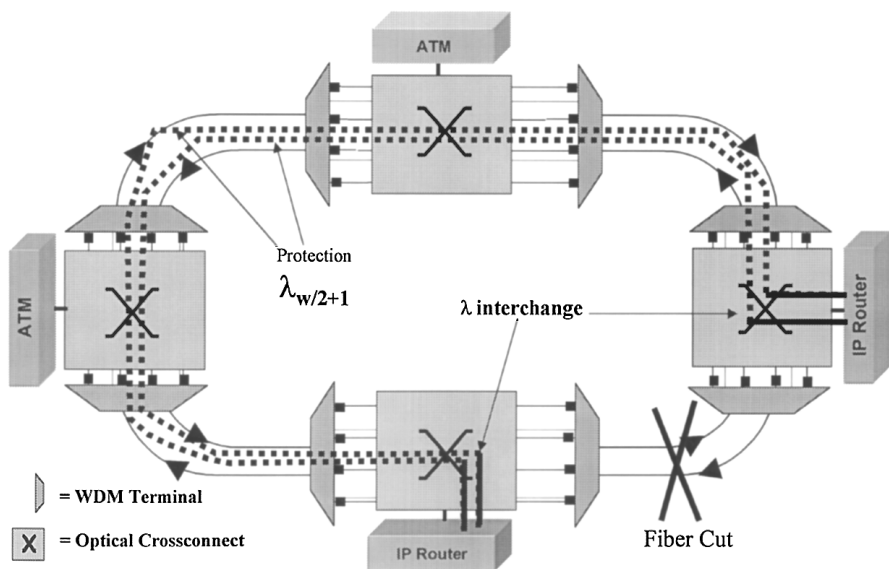 ATM
Protection
λw/2+1
λ interchange
ATM
IP Router
= WDM Terminal
= Optical Crossconnect
IP Router
Fiber Cut